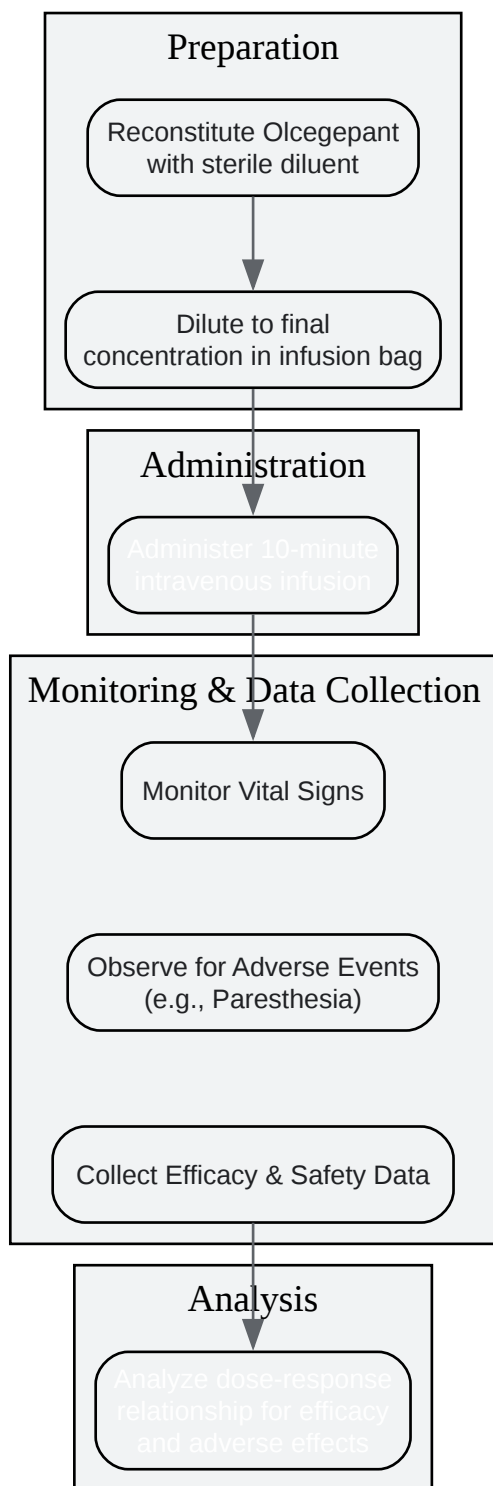 Preparation
Reconstitute Olcegepant
with sterile diluent
Dilute to final
concentration in infusion bag
Administration
Administer 10-minute
intravenous infusion
Monitoring & Data Collection
Monitor Vital Signs
Observe for Adverse Events
(e.g., Paresthesia)
Collect Efficacy & Safety Data
Analysis
Analyze dose-response
relationship for efficacy
and adverse effects